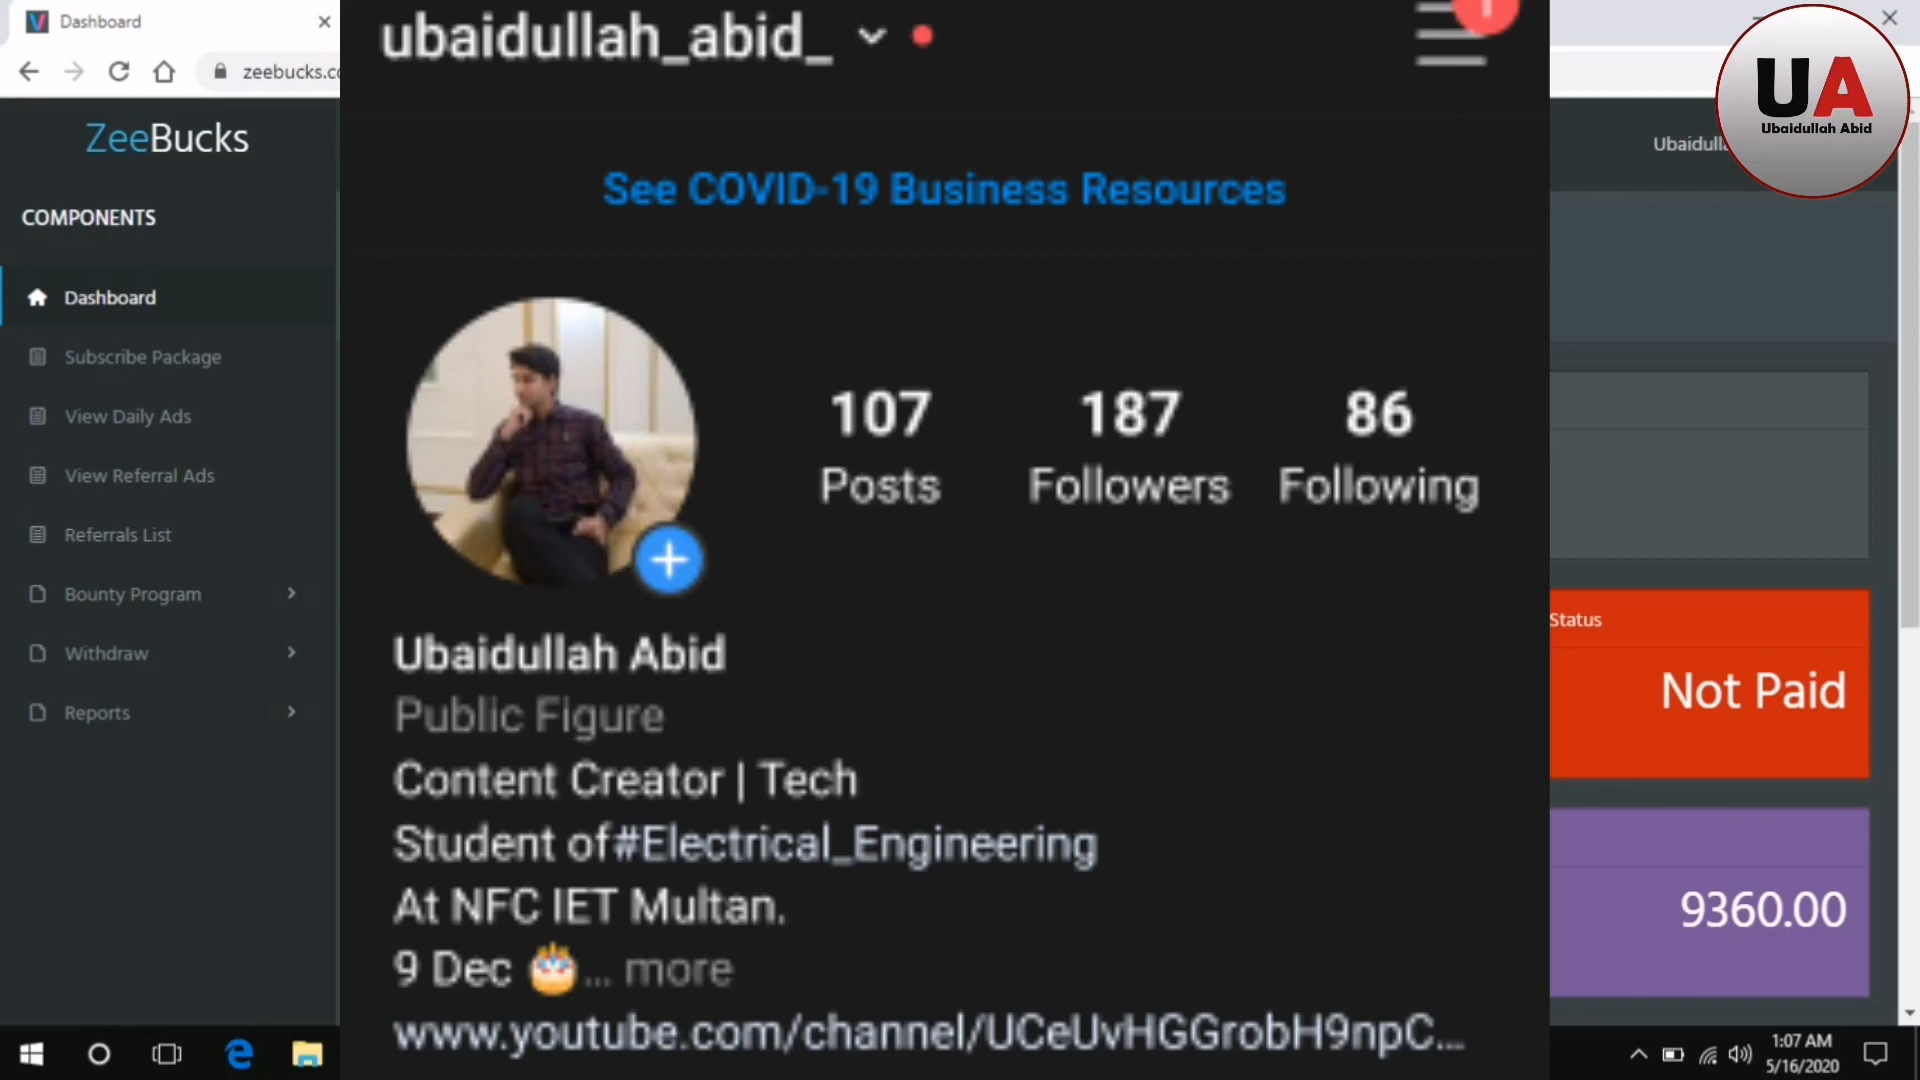 Dashboard
zeebucks.c
ZeeBucks
COMPONENTS
Dashboard
Subscribe Package
View Daily Ads
View Referral Ads
Referrals List
Bounty Program
Withdraw
Reports
ubaidullah_abid_
See COVID-19 Business Resources
107 187 86
Posts Followers Following
Ubaidullah Abid
Public Figure
Content Creator | Tech
Student of#Electrical_Engineering
At NFC IET Multan.
9 Dec 🎂... more
www.youtube.com/channel/UCeUvHGGrobH9npC...
UA
Ubaidullah Abid
Ubaidulla
Status
Not Paid
9360.00
1:07 AM
5/16/2020